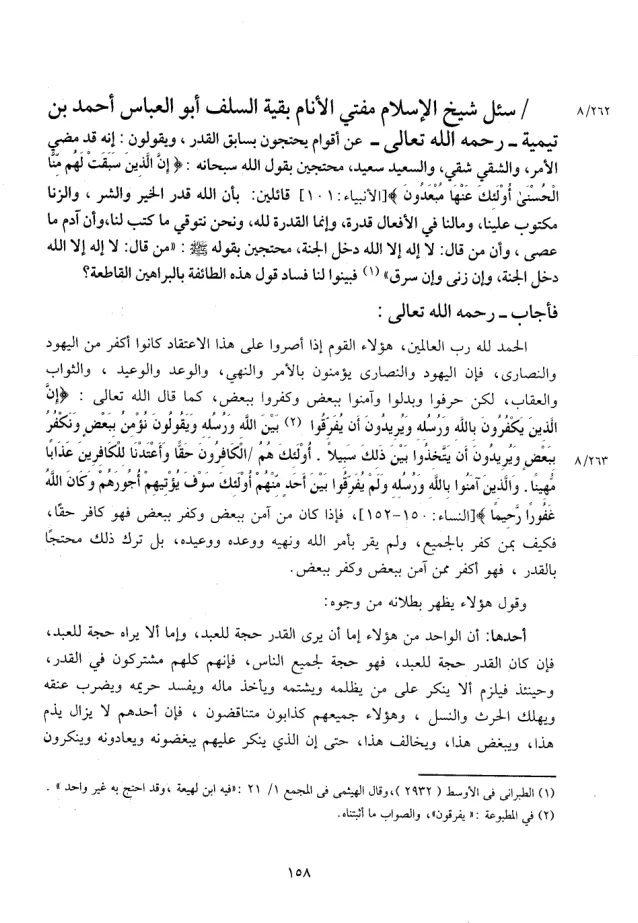 ٨/٢٦٢
/ سئل شيخ الإسلام مفتي الأنام بقية السلف أبو العباس أحمد بن
تيمية ـ رحمه الله تعالى ـ عن أقوام يحتجون بسابق القدر ، ويقولون : إنه قد مضي
الأمر، والشقي شقي، والسعيد سعيد، محتجين بقول الله سبحانه : ﴿ إِنَّ الَّذِينَ سَبَقَتْ لَهُم مِّنَّا
الْحُسْنَىٰ أُوْلَئِكَ عَنْهَا مُبْعَدُونَ ﴾[الأنبياء:١٠١] قائلين: بأن الله قدر الخير والشر ، والزنا
مكتوب علينا، ومالنا في الأفعال قدرة، وإنما القدرة لله، ونحن نتوقي ما كتب لنا،وأن آدم ما
عصى ، وأن من قال: لا إله إلا الله دخل الجنة، محتجين بقوله ﷺ : «من قال: لا إله إلا الله
دخل الجنة، وإن زنى وإن سرق» (١) فبينوا لنا فساد قول هذه الطائفة بالبراهين القاطعة؟
فأجاب ـ رحمه الله تعالى :
الحمد لله رب العالمين، هؤلاء القوم إذا أصروا على هذا الاعتقاد كانوا أكفر من اليهود
والنصارى، فإن اليهود والنصارى يؤمنون بالأمر والنهي، والوعد والوعيد ، والثواب
والعقاب، لكن حرفوا وبدلوا وآمنوا ببعض وكفروا ببعض، كما قال الله تعالى : ﴿إِنَّ
الَّذِينَ يَكْفُرُونَ بِاللَّهِ وَرُسُلِهِ وَيُرِيدُونَ أَن يُفَرِّقُوا (٢) بَيْنَ اللَّهِ وَرُسُلِهِ وَيَقُولُونَ نُؤْمِنُ بِبَعْضٍ وَنَكْفُرُ
٨/٢٦٣
بِبَعْضٍ وَيُرِيدُونَ أَن يَتَّخِذُوا بَيْنَ ذَلِكَ سَبِيلاً . أُوْلَئِكَ هُمُ /الْكَافِرُونَ حَقًّا وَأَعْتَدْنَا لِلْكَافِرِينَ عَذَابًا
مُّهِينًا. وَالَّذِينَ آمَنُوا بِاللَّهِ وَرُسُلِهِ وَلَمْ يُفَرِّقُوا بَيْنَ أَحَدٍ مِّنْهُمْ أُوْلَئِكَ سَوْفَ يُؤْتِيهِمْ أُجُورَهُمْ وَكَانَ اللَّهُ
غَفُورًا رَّحِيمًا ﴾[النساء: ١٥٠-١٥٢]، فإذا كان من آمن ببعض وكفر ببعض فهو كافر حقًا،
فكيف بمن كفر بالجميع، ولم يقر بأمر الله ونهيه ووعده ووعيده، بل ترك ذلك محتجًا
بالقدر ، فهو أكفر ممن آمن ببعض وكفر ببعض.
وقول هؤلاء يظهر بطلانه من وجوه:
أحدها: أن الواحد من هؤلاء إما أن يرى القدر حجة للعبد، وإما ألا يراه حجة للعبد،
فإن كان القدر حجة للعبد، فهو حجة لجميع الناس، فإنهم كلهم مشتركون في القدر،
وحينئذ فيلزم ألا ينكر على من يظلمه ويشتمه ويأخذ ماله ويفسد حريمه ويضرب عنقه
ويهلك الحرث والنسل ، وهؤلاء جميعهم كذابون متناقضون ، فإن أحدهم لا يزال يذم
هذا، ويبغض هذا، ويخالف هذا، حتى إن الذي ينكر عليهم يبغضونه ويعادونه وينكرون
(١) الطبرانى فى الأوسط ( ٢٩٣٢ )،وقال الهيثمى فى المجمع ١/ ٢١ :«فيه ابن لهيعة ،وقد احتج به غير واحد» .
(٢) في المطبوعة :« يفرقون»، والصواب ما أثبتناه.
١٥٨